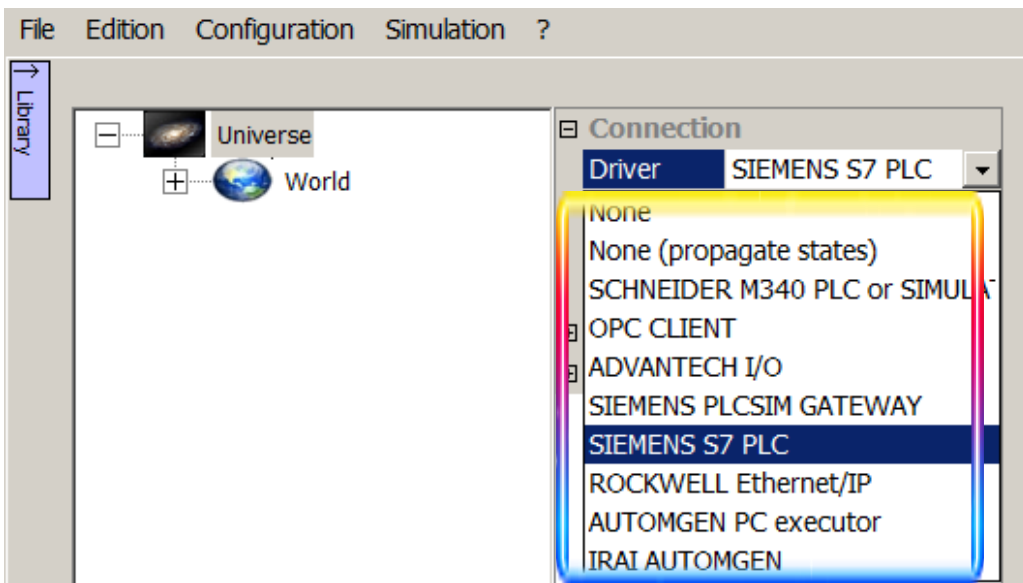 File Edition Configuration Simulation ?
↑ Library
Universe
World
Connection
Driver SIEMENS S7 PLC
None
None (propagate states)
SCHNEIDER M340 PLC or SIMULAT
OPC CLIENT
ADVANTECH I/O
SIEMENS PLCSIM GATEWAY
SIEMENS S7 PLC
ROCKWELL Ethernet/IP
AUTOMGEN PC executor
IRAI AUTOMGEN